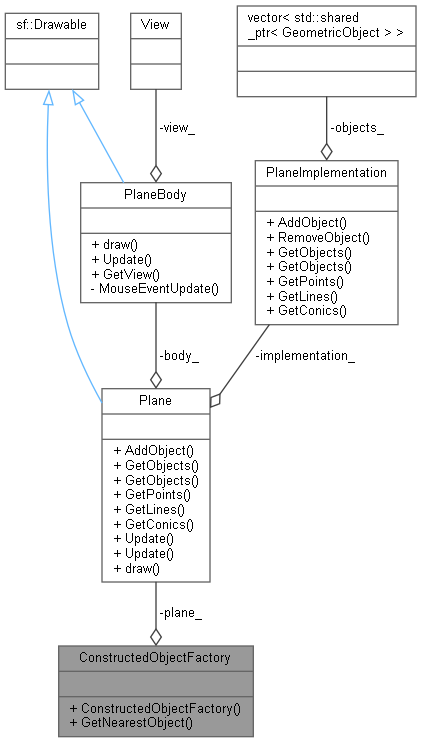 sf::Drawable
View
vector< std::shared
_ptr< GeometricObject > >
-view_
-objects_
PlaneBody
+ draw()
+ Update()
+ GetView()
- MouseEventUpdate()
PlaneImplementation
+ AddObject()
+ RemoveObject()
+ GetObjects()
+ GetObjects()
+ GetPoints()
+ GetLines()
+ GetConics()
-body_
-implementation_
Plane
+ AddObject()
+ GetObjects()
+ GetObjects()
+ GetPoints()
+ GetLines()
+ GetConics()
+ Update()
+ Update()
+ draw()
-plane_
ConstructedObjectFactory
+ ConstructedObjectFactory()
+ GetNearestObject()